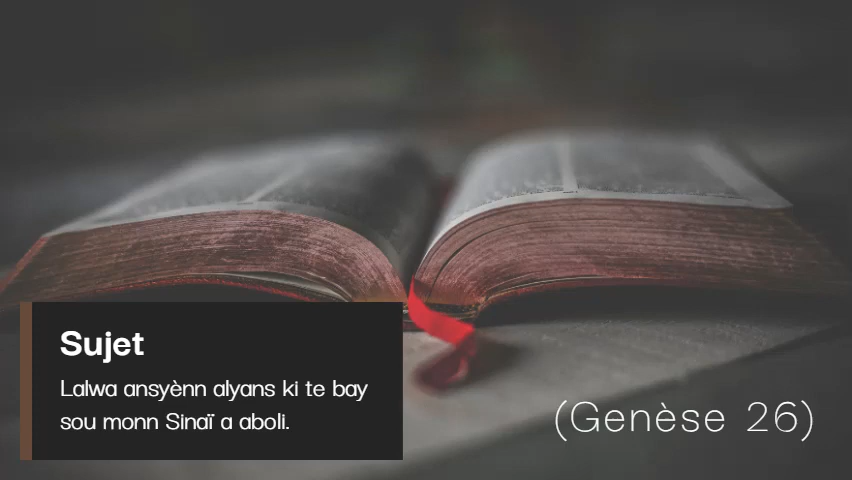 Sujet
Lalwa ansyènn alyans ki te bay
sou monn Sinaï a aboli.
(Genèse 26)